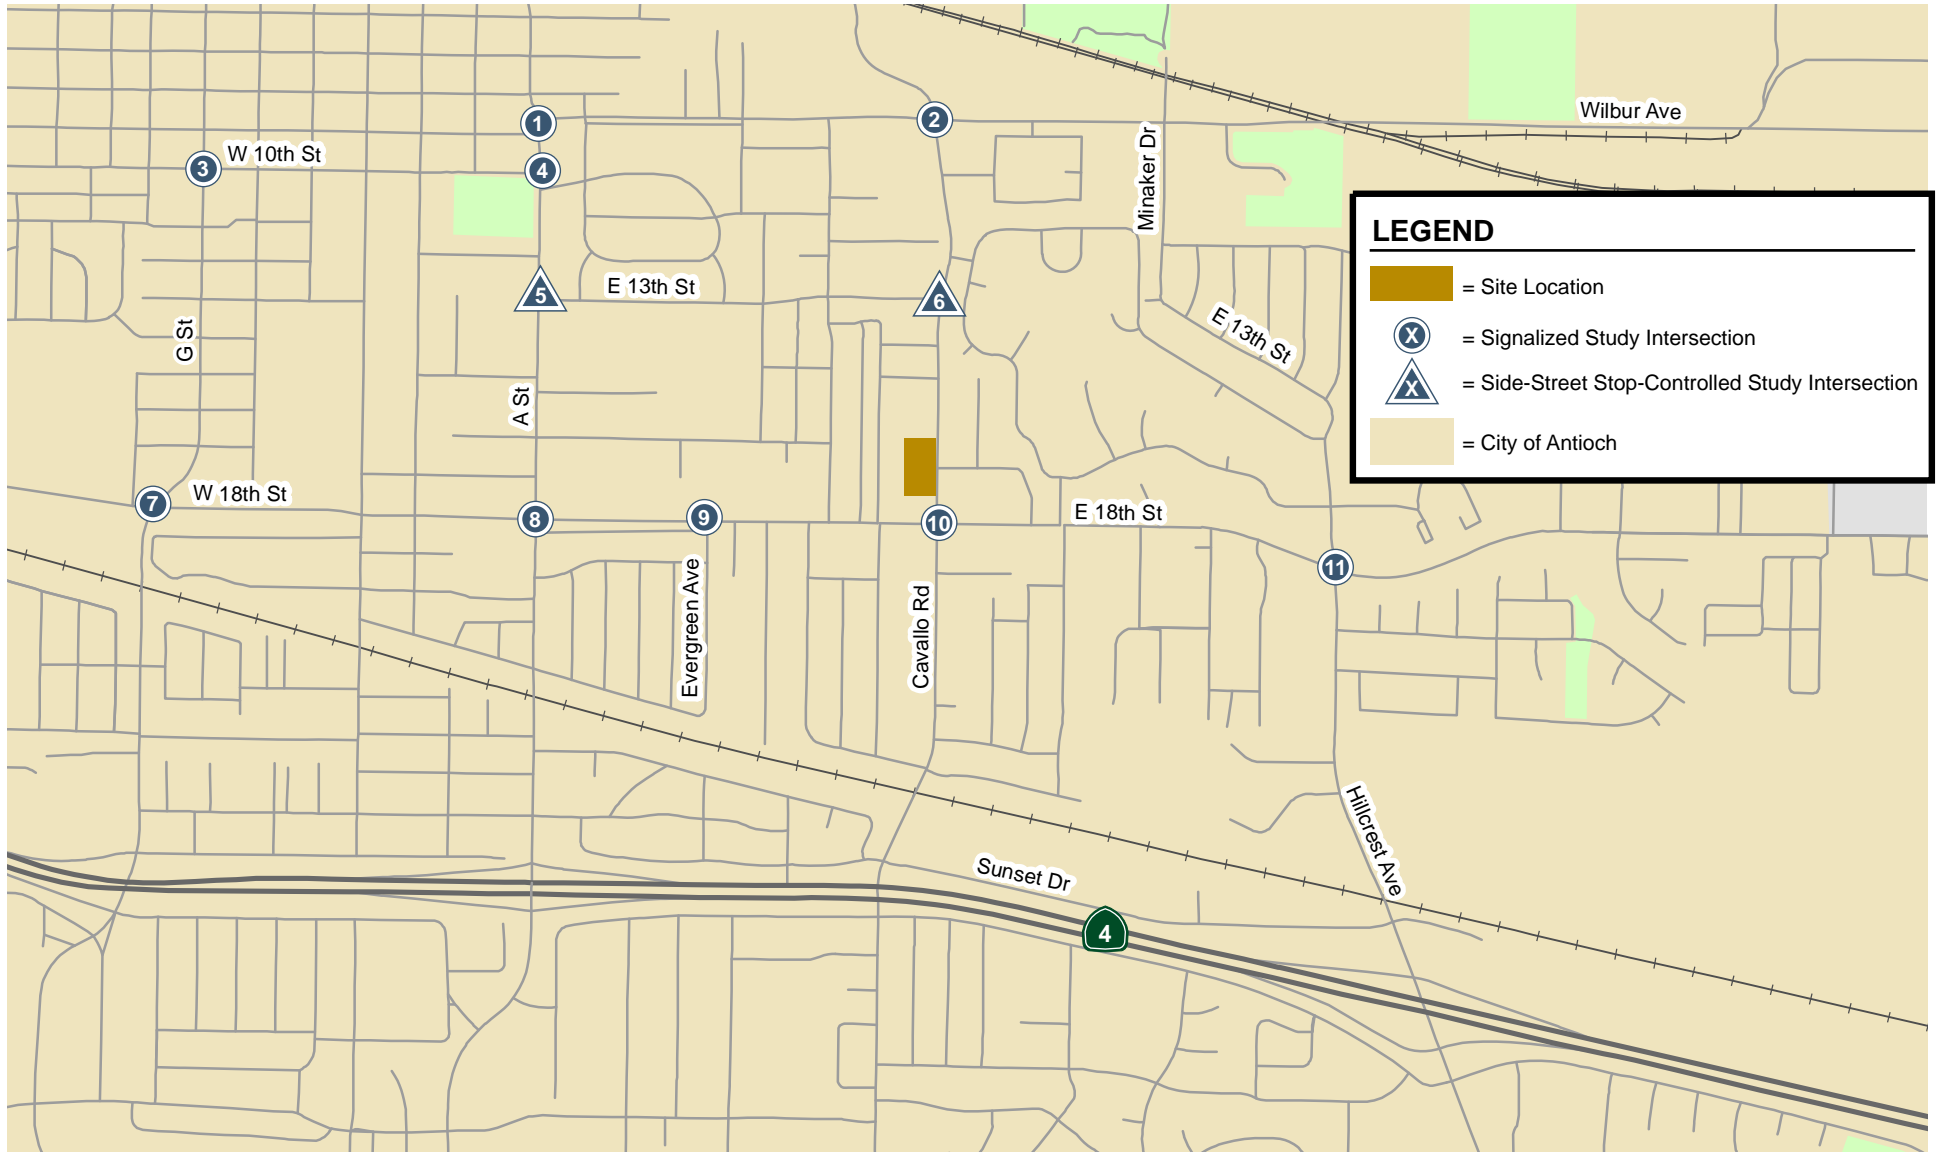 1
2
Wilbur Ave
W 10th St
3
4
Minaker Dr
LEGEND
= Site Location
X
= Signalized Study Intersection
X
= Side-Street Stop-Controlled Study Intersection
= City of Antioch
5
E 13th St
6
G St
E 13th St
A St
7
W 18th St
8
9
10
E 18th St
11
Evergreen Ave
Cavallo Rd
Hillcrest Ave
Sunset Dr
4